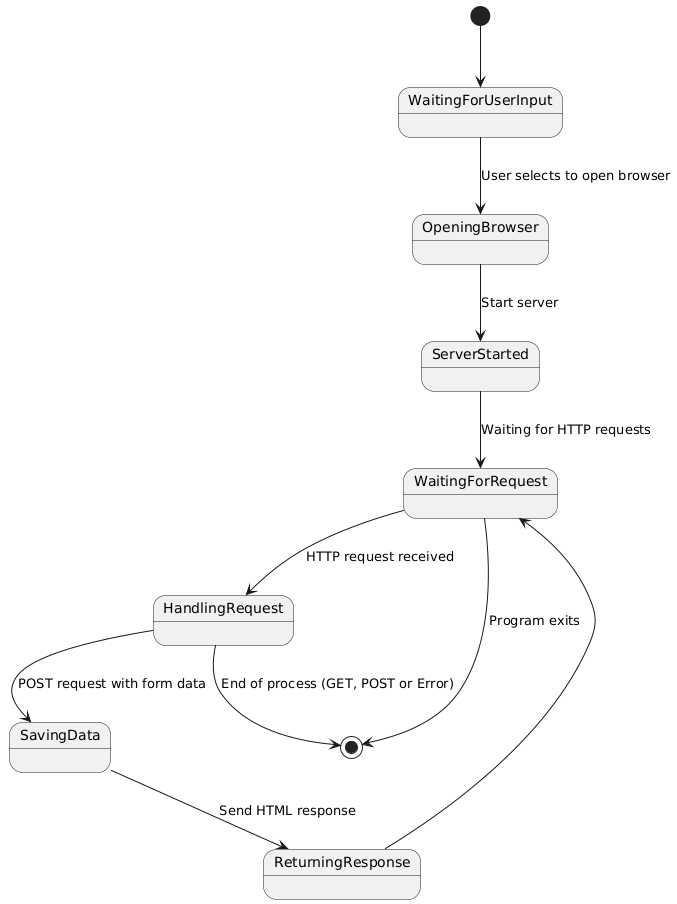 WaitingForUserInput
User selects to open browser
OpeningBrowser
Start server
ServerStarted
Waiting for HTTP requests
WaitingForRequest
HTTP request received
HandlingRequest
Program exits
POST request with form data
End of process (GET, POST or Error)
SavingData
Send HTML response
ReturningResponse